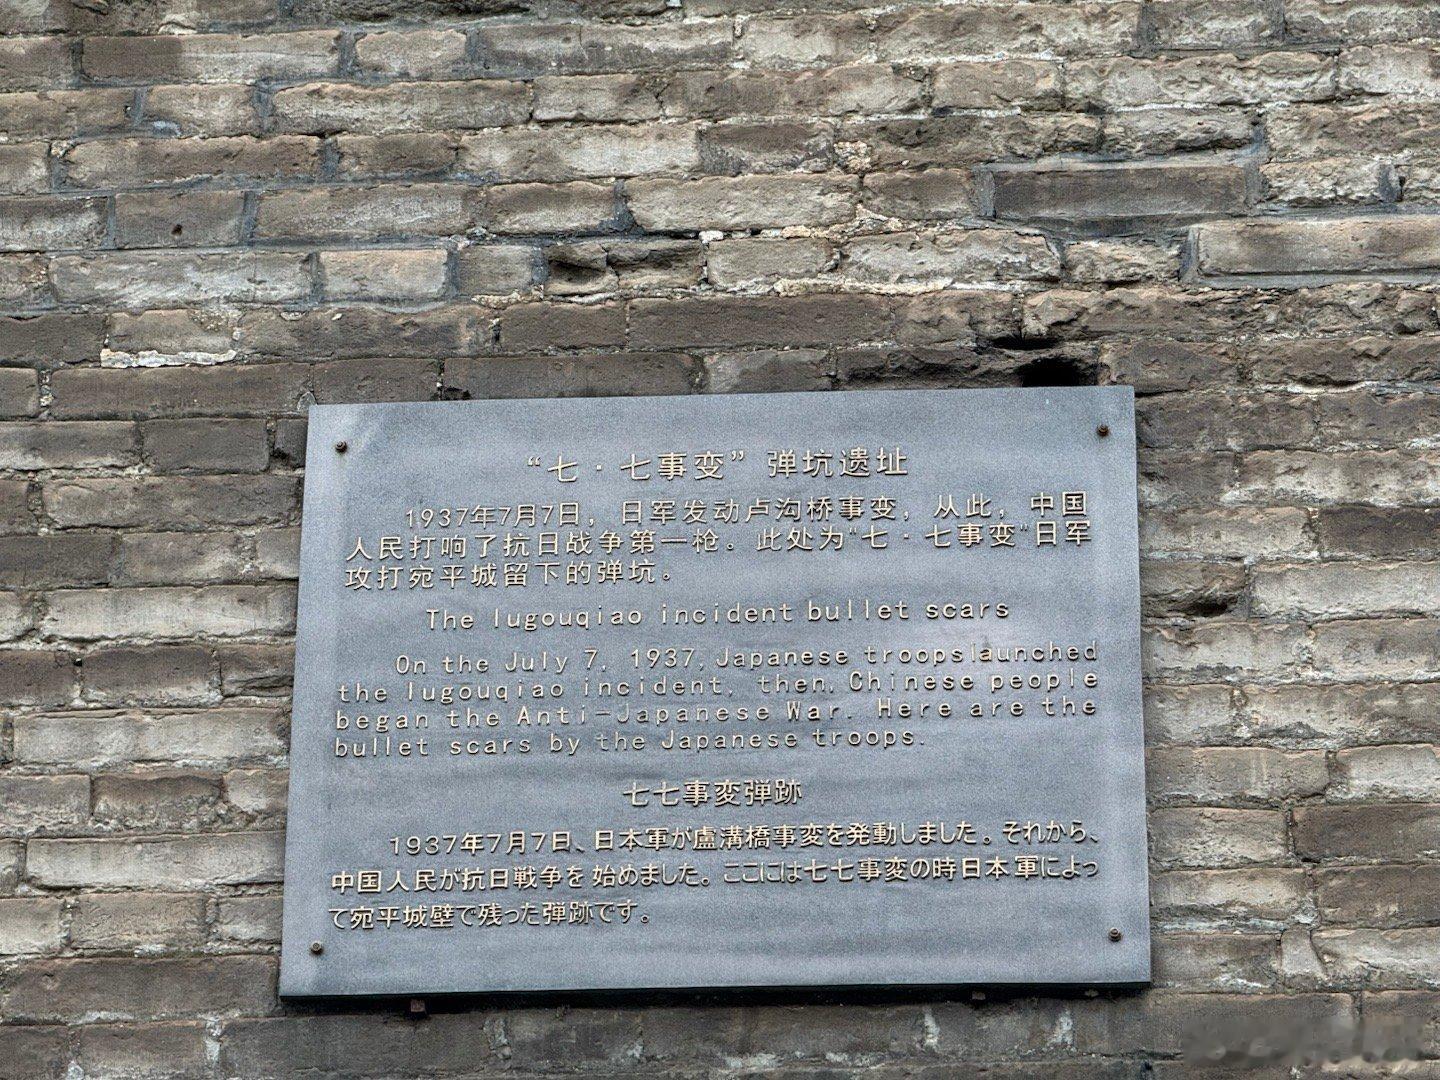 “七·七事变”弹坑遗址
1937年7月7日，日军发动卢沟桥事变，从此，中国
人民打响了抗日战争第一枪。此处为“七·七事变“日军
攻打宛平城留下的弹坑。
The lugouqiao incident bullet scars
On the July 7, 1937, Japanese troops launched
the lugouqiao incident, then, Chinese people
began the Anti-Japanese War. Here are the
bullet scars by the Japanese troops.
七七事変弾跡
1937年7月7日、日本軍が盧溝橋事変を発動しました。それから、
中国人民が抗日戦争を始めました。ここには七七事変の時日本軍によっ
て宛平城壁で残った弾跡です。